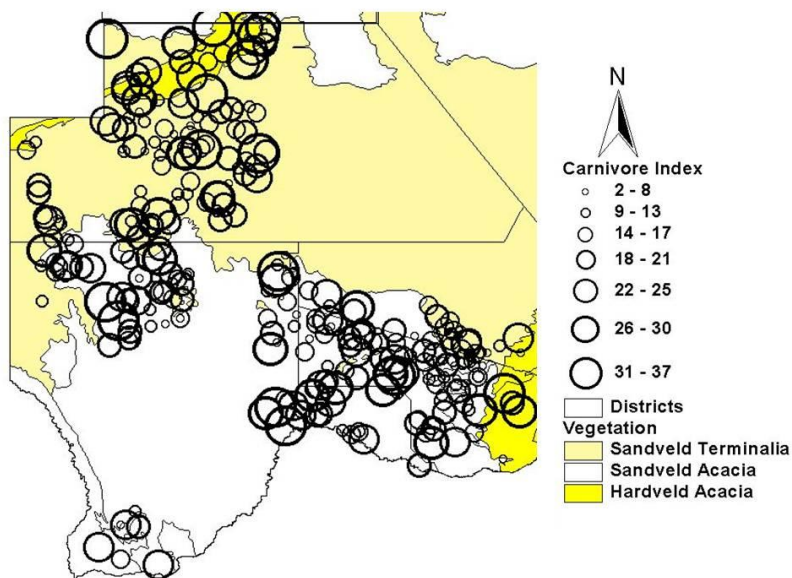 N
Carnivore Index
2 - 8
9 - 13
14 - 17
18 - 21
22 - 25
26 - 30
31 - 37
Districts
Vegetation
Sandveld Terminalia
Sandveld Acacia
Hardveld Acacia